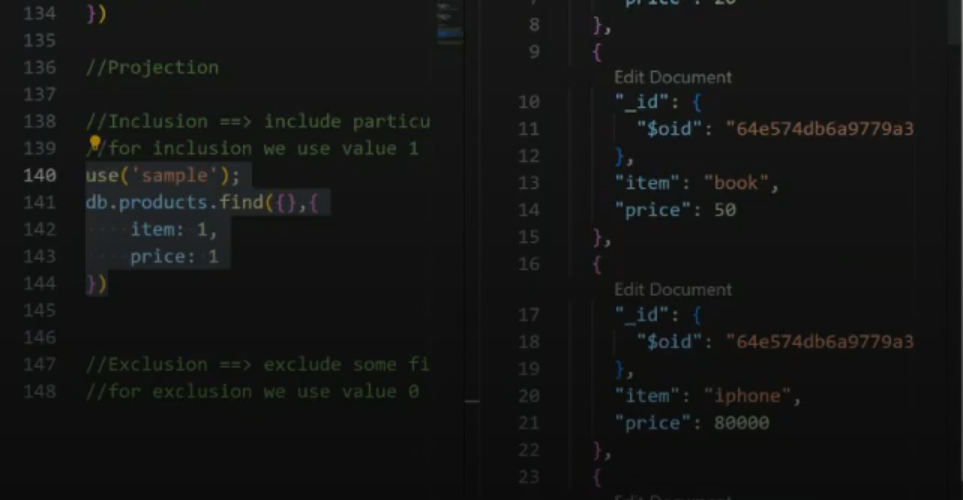 134 })
135
136 //Projection
137
138 //Inclusion ==> include particu
139 //for inclusion we use value 1
140 use('sample');
141 db.products.find({},{
142 item: 1,
143 price: 1
144 })
145
146
147 //Exclusion ==> exclude some fi
148 //for exclusion we use value 0
8 },
9 {
Edit Document
10 "_id": {
11 "$oid": "64e574db6a9779a3
12 },
13 "item": "book",
14 "price": 50
15 },
16 {
Edit Document
17 "_id": {
18 "$oid": "64e574db6a9779a3
19 },
20 "item": "iphone",
21 "price": 80000
22 },
23 {